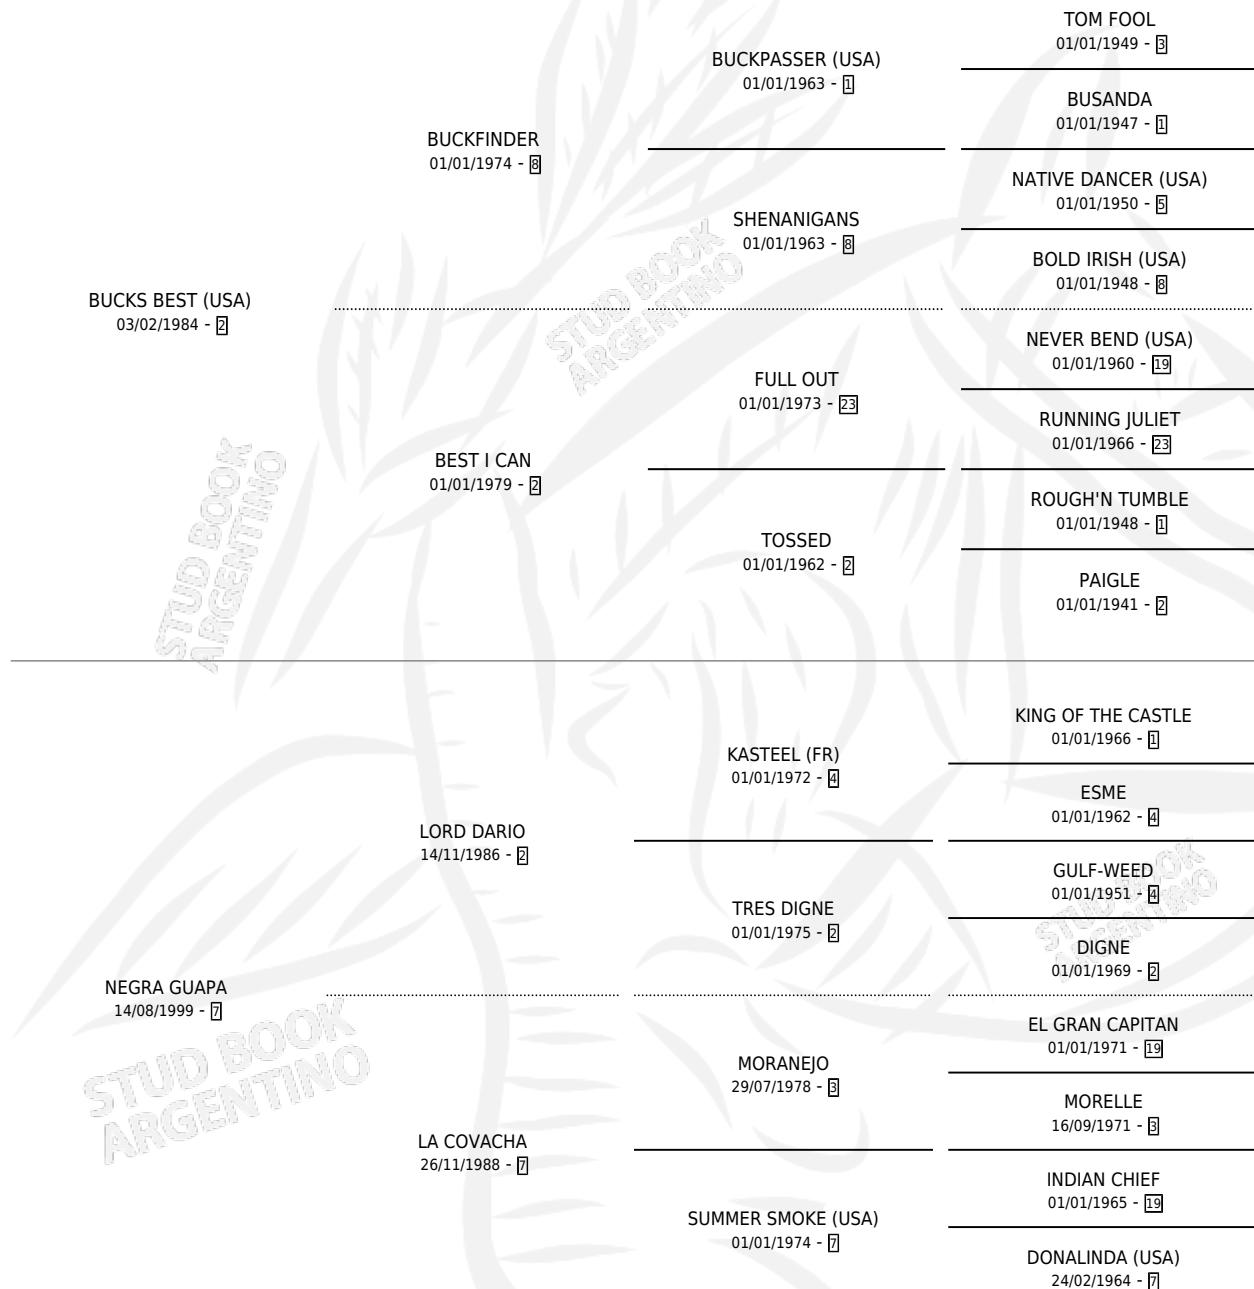 TOM FOOL
01/01/1949 - 3
BUCKPASSER (USA)
01/01/1963 - 1
BUSANDA
01/01/1947 - 1
BUCKFINDER
01/01/1974 - 8
NATIVE DANCER (USA)
01/01/1950 - 5
SHENANIGANS
01/01/1963 - 8
BOLD IRISH (USA)
01/01/1948 - 8
STUD BOOK
ARGENTINO
BUCKS BEST (USA)
03/02/1984 - 2
NEVER BEND (USA)
01/01/1960 - 19
FULL OUT
01/01/1973 - 23
RUNNING JULIET
01/01/1966 - 23
BEST I CAN
01/01/1979 - 2
ROUGH'N TUMBLE
01/01/1948 - 1
TOSSED
01/01/1962 - 2
PAIGLE
01/01/1941 - 2
STUD BOOK
ARGENTINO
KING OF THE CASTLE
01/01/1966 - 1
KASTEEL (FR)
01/01/1972 - 4
ESME
01/01/1962 - 4
LORD DARIO
14/11/1986 - 2
GULF-WEED
01/01/1951 - 4
TRES DIGNE
01/01/1975 - 2
DIGNE
01/01/1969 - 2
STUD BOOK
ARGENTINO
NEGRA GUAPA
14/08/1999 - 7
EL GRAN CAPITAN
01/01/1971 - 19
MORANEJO
29/07/1978 - 3
MORELLE
16/09/1971 - 3
STUD BOOK
ARGENTINO
LA COVACHA
26/11/1988 - 7
INDIAN CHIEF
01/01/1965 - 19
SUMMER SMOKE (USA)
01/01/1974 - 7
DONALINDA (USA)
24/02/1964 - 7